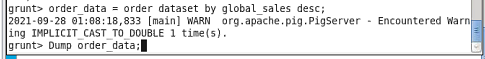 grunt> order_data = order dataset by global_sales desc;
2021-09-28 01:08:18,833 [main] WARN  org.apache.pig.PigServer - Encountered Warn
ing IMPLICIT_CAST_TO_DOUBLE 1 time(s).
grunt> Dump order_data;